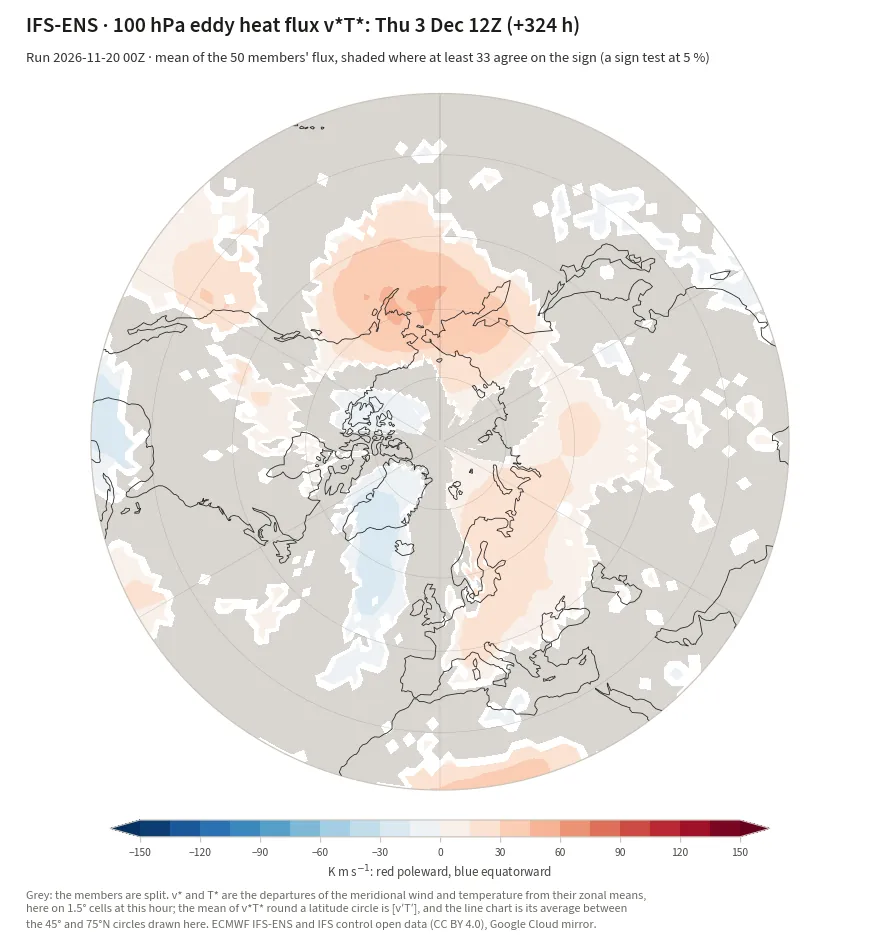 IFS-ENS · 100 hPa eddy heat flux v*T*: Thu 3 Dec 12Z (+324 h)
Run 2026-11-20 00Z · mean of the 50 members' flux, shaded where at least 33 agree on the sign (a sign test at 5 %)
−150 −120 −90 −60 −30 0 30 60 90 120 150
K m s⁻¹: red poleward, blue equatorward
Grey: the members are split. v* and T* are the departures of the meridional wind and temperature from their zonal means,
here on 1.5° cells at this hour; the mean of v*T* round a latitude circle is [v'T'], and the line chart is its average between
the 45° and 75°N circles drawn here. ECMWF IFS-ENS and IFS control open data (CC BY 4.0), Google Cloud mirror.